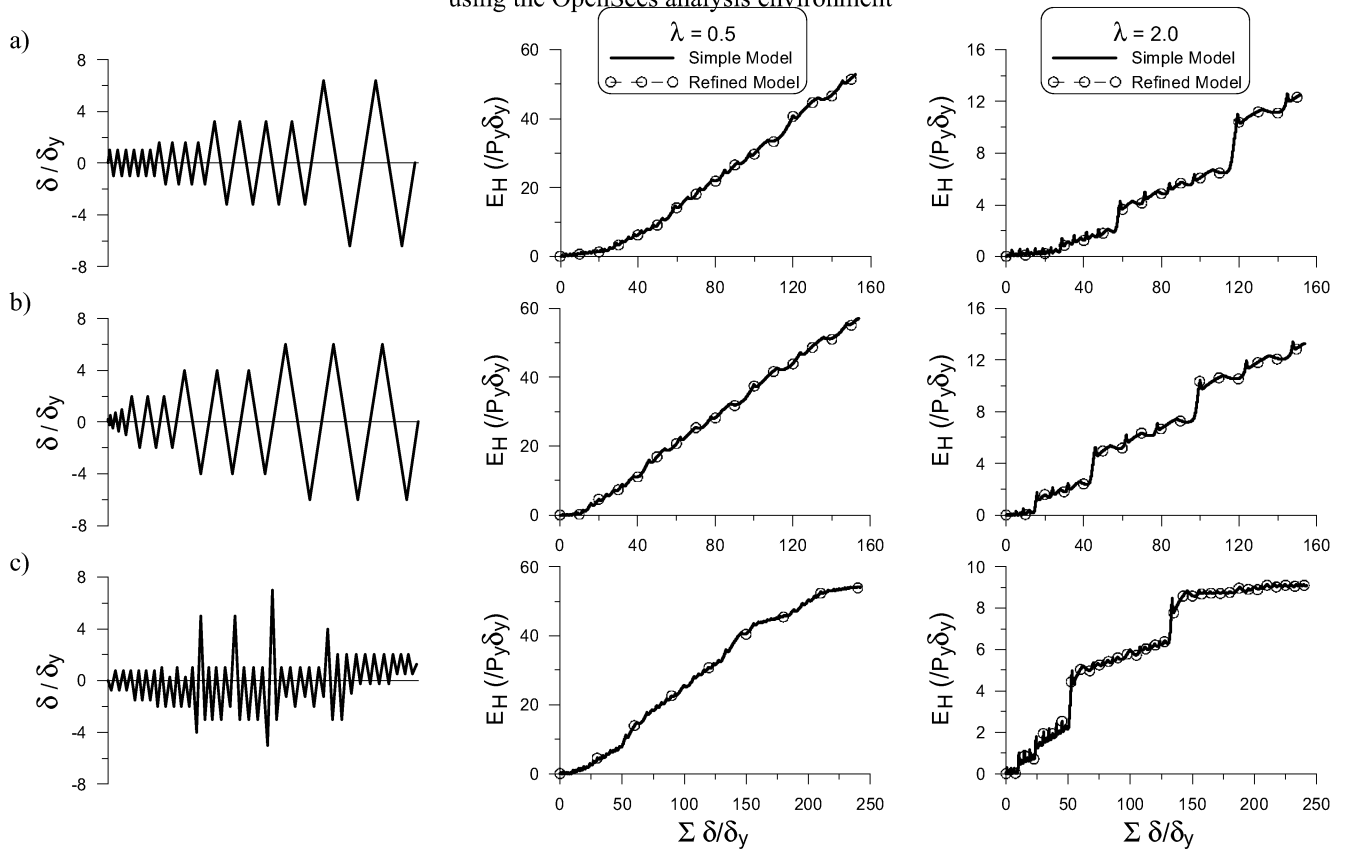 using the OpenSees analysis environment
a)
8
4
0
-4
-8
δ / δy
60
40
20
0
EH (/Pyδy)
0 40 80 120 160
λ = 0.5
Simple Model
Refined Model
16
12
8
4
0
EH (/Pyδy)
0 40 80 120 160
λ = 2.0
Simple Model
Refined Model
b)
8
4
0
-4
-8
δ / δy
60
40
20
0
EH (/Pyδy)
0 40 80 120 160
16
12
8
4
0
EH (/Pyδy)
0 40 80 120 160
c)
8
4
0
-4
-8
δ / δy
60
40
20
0
EH (/Pyδy)
0 50 100 150 200 250
Σ δ/δy
10
8
6
4
2
0
EH (/Pyδy)
0 50 100 150 200 250
Σ δ/δy